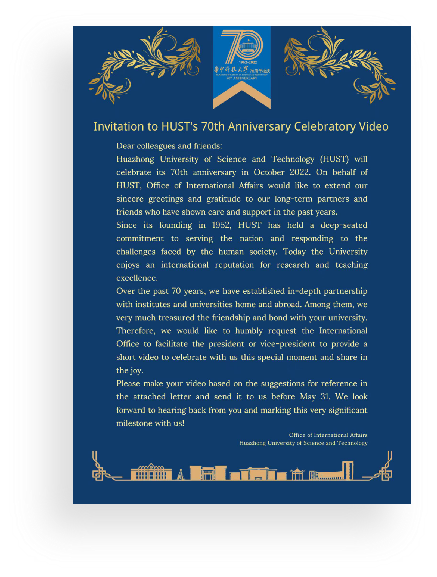 70
1952-2022
华中科技大学
70TH ANNIVERSARY
Invitation to HUST's 70th Anniversary Celebratory Video
Dear colleagues and friends:
Huazhong University of Science and Technology (HUST) will
celebrate its 70th anniversary in October 2022. On behalf of
HUST, Office of International Affairs would like to extend our
sincere greetings and gratitude to our long-term partners and
friends who have shown care and support in the past years.
Since its founding in 1952, HUST has held a deep-seated
commitment to serving the nation and responding to the
challenges faced by the human society. Today the University
enjoys an international reputation for research and teaching
excellence.
Over the past 70 years, we have established in-depth partnership
with institutes and universities home and abroad. Among them, we
very much treasured the friendship and bond with your university.
Therefore, we would like to humbly request the International
Office to facilitate the president or vice-president to provide a
short video to celebrate with us this special moment and share in
the joy.
Please make your video based on the suggestions for reference in
the attached letter and send it to us before May 31. We look
forward to hearing back from you and marking this very significant
milestone with us!
Office of International Affairs
Huazhong University of Science and Technology